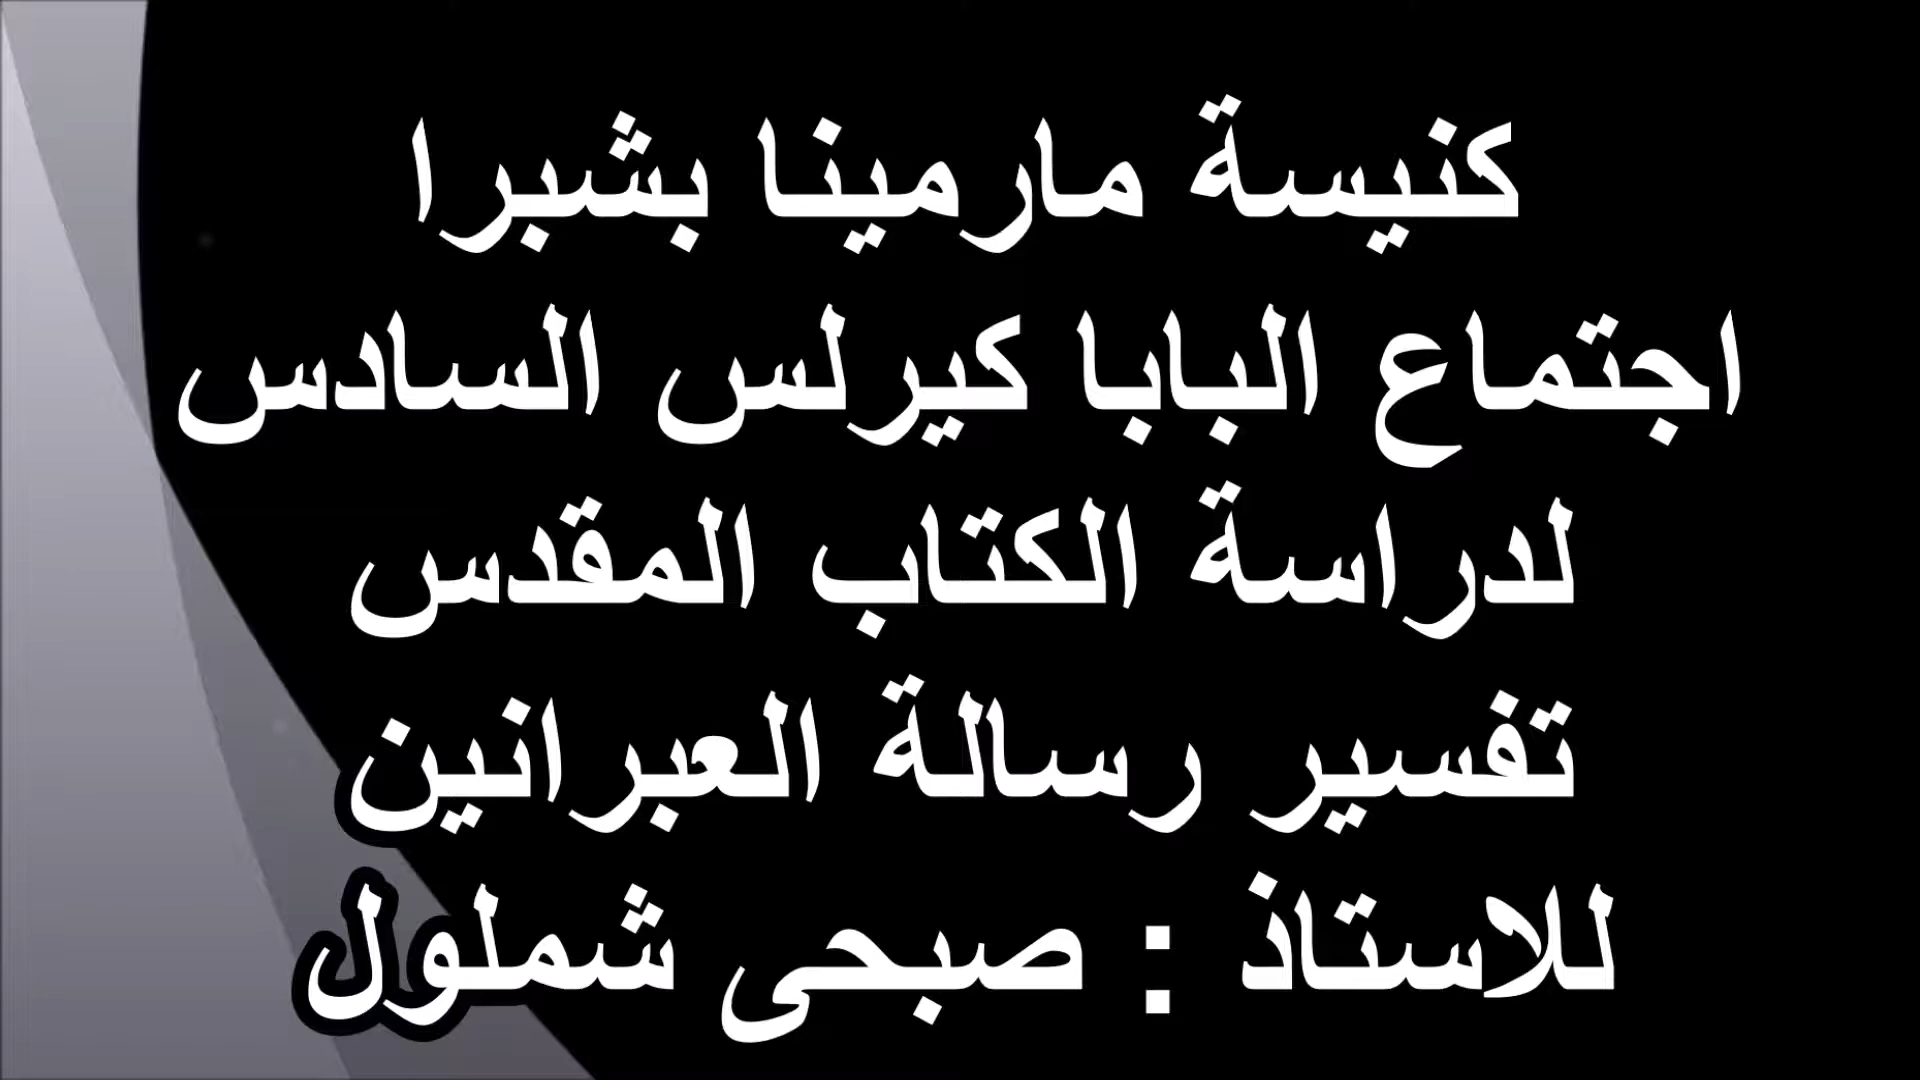 كنيسة مارمينا بشبرا
اجتماع البابا كيرلس السادس
لدراسة الكتاب المقدس
تفسير رسالة العبرانين
للاستاذ : صبحى شملول